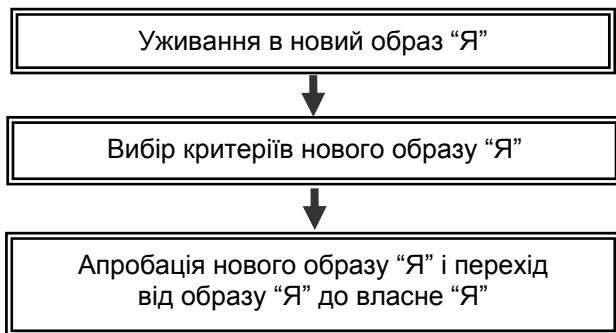 Уживання в новий образ “Я”
Вибір критеріїв нового образу “Я”
Апробація нового образу “Я” і перехід
від образу “Я” до власне “Я”